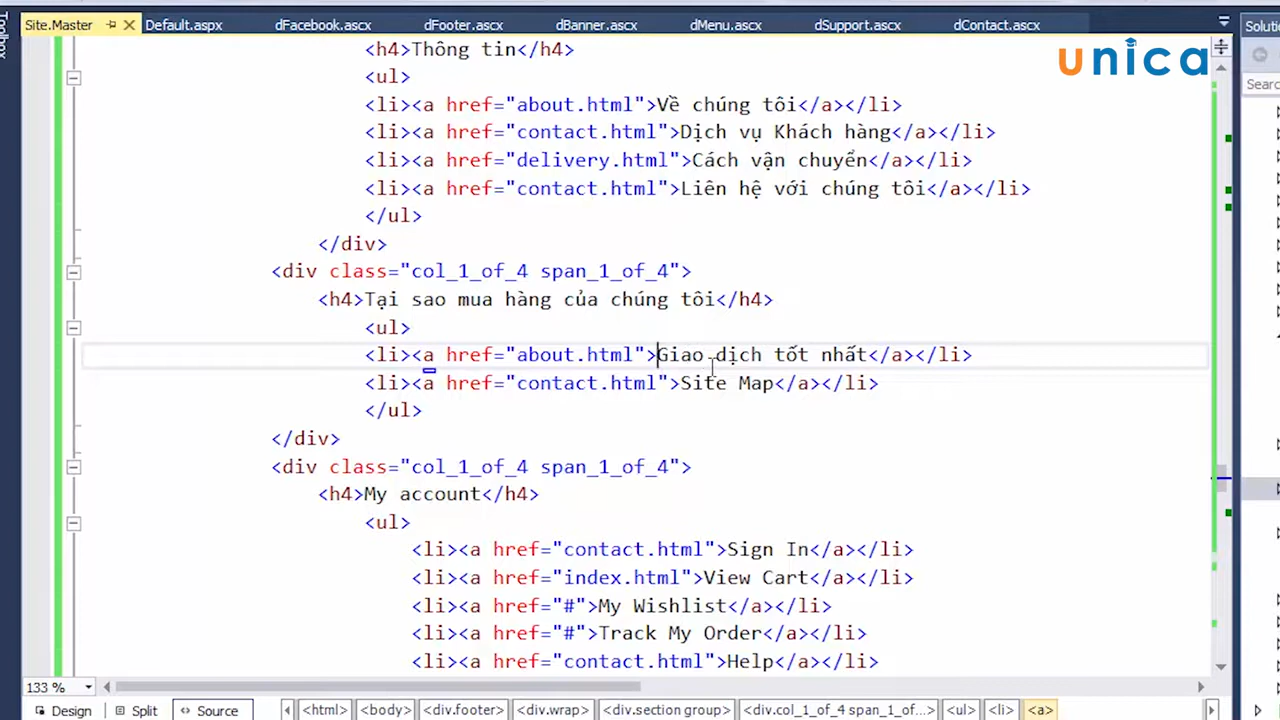 Site.Master
Default.aspx
dFacebook.ascx
dFooter.ascx
dBanner.ascx
dMenu.ascx
dSupport.ascx
dContact.ascx
Toolbox
unica
<h4>Thông tin</h4>
<ul>
<li><a href="about.html">Về chúng tôi</a></li>
<li><a href="contact.html">Dịch vụ Khách hàng</a></li>
<li><a href="delivery.html">Cách vận chuyển</a></li>
<li><a href="contact.html">Liên hệ với chúng tôi</a></li>
</ul>
</div>
<div class="col_1_of_4 span_1_of_4">
<h4>Tại sao mua hàng của chúng tôi</h4>
<ul>
<li><a href="about.html">Giao dịch tốt nhất</a></li>
<li><a href="contact.html">Site Map</a></li>
</ul>
</div>
<div class="col_1_of_4 span_1_of_4">
<h4>My account</h4>
<ul>
<li><a href="contact.html">Sign In</a></li>
<li><a href="index.html">View Cart</a></li>
<li><a href="#">My Wishlist</a></li>
<li><a href="#">Track My Order</a></li>
<li><a href="contact.html">Help</a></li>
133 %
Design
Split
Source
<html>
<body>
<div.footer>
<div.wrap>
<div.section group>
<div.col_1_of_4 span_1_of...>
<ul>
<li>
<a>